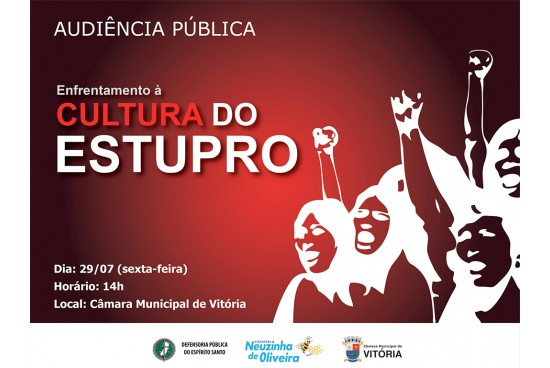 AUDIÊNCIA PÚBLICA
Enfrentamento à
CULTURA DO
ESTUPRO
Dia: 29/07 (sexta-feira)
Horário: 14h
Local: Câmara Municipal de Vitória
DEFENSORIA PÚBLICA
DO ESPÍRITO SANTO
VEREADORA
Neuzinha
de Oliveira
Câmara Municipal de
VITÓRIA